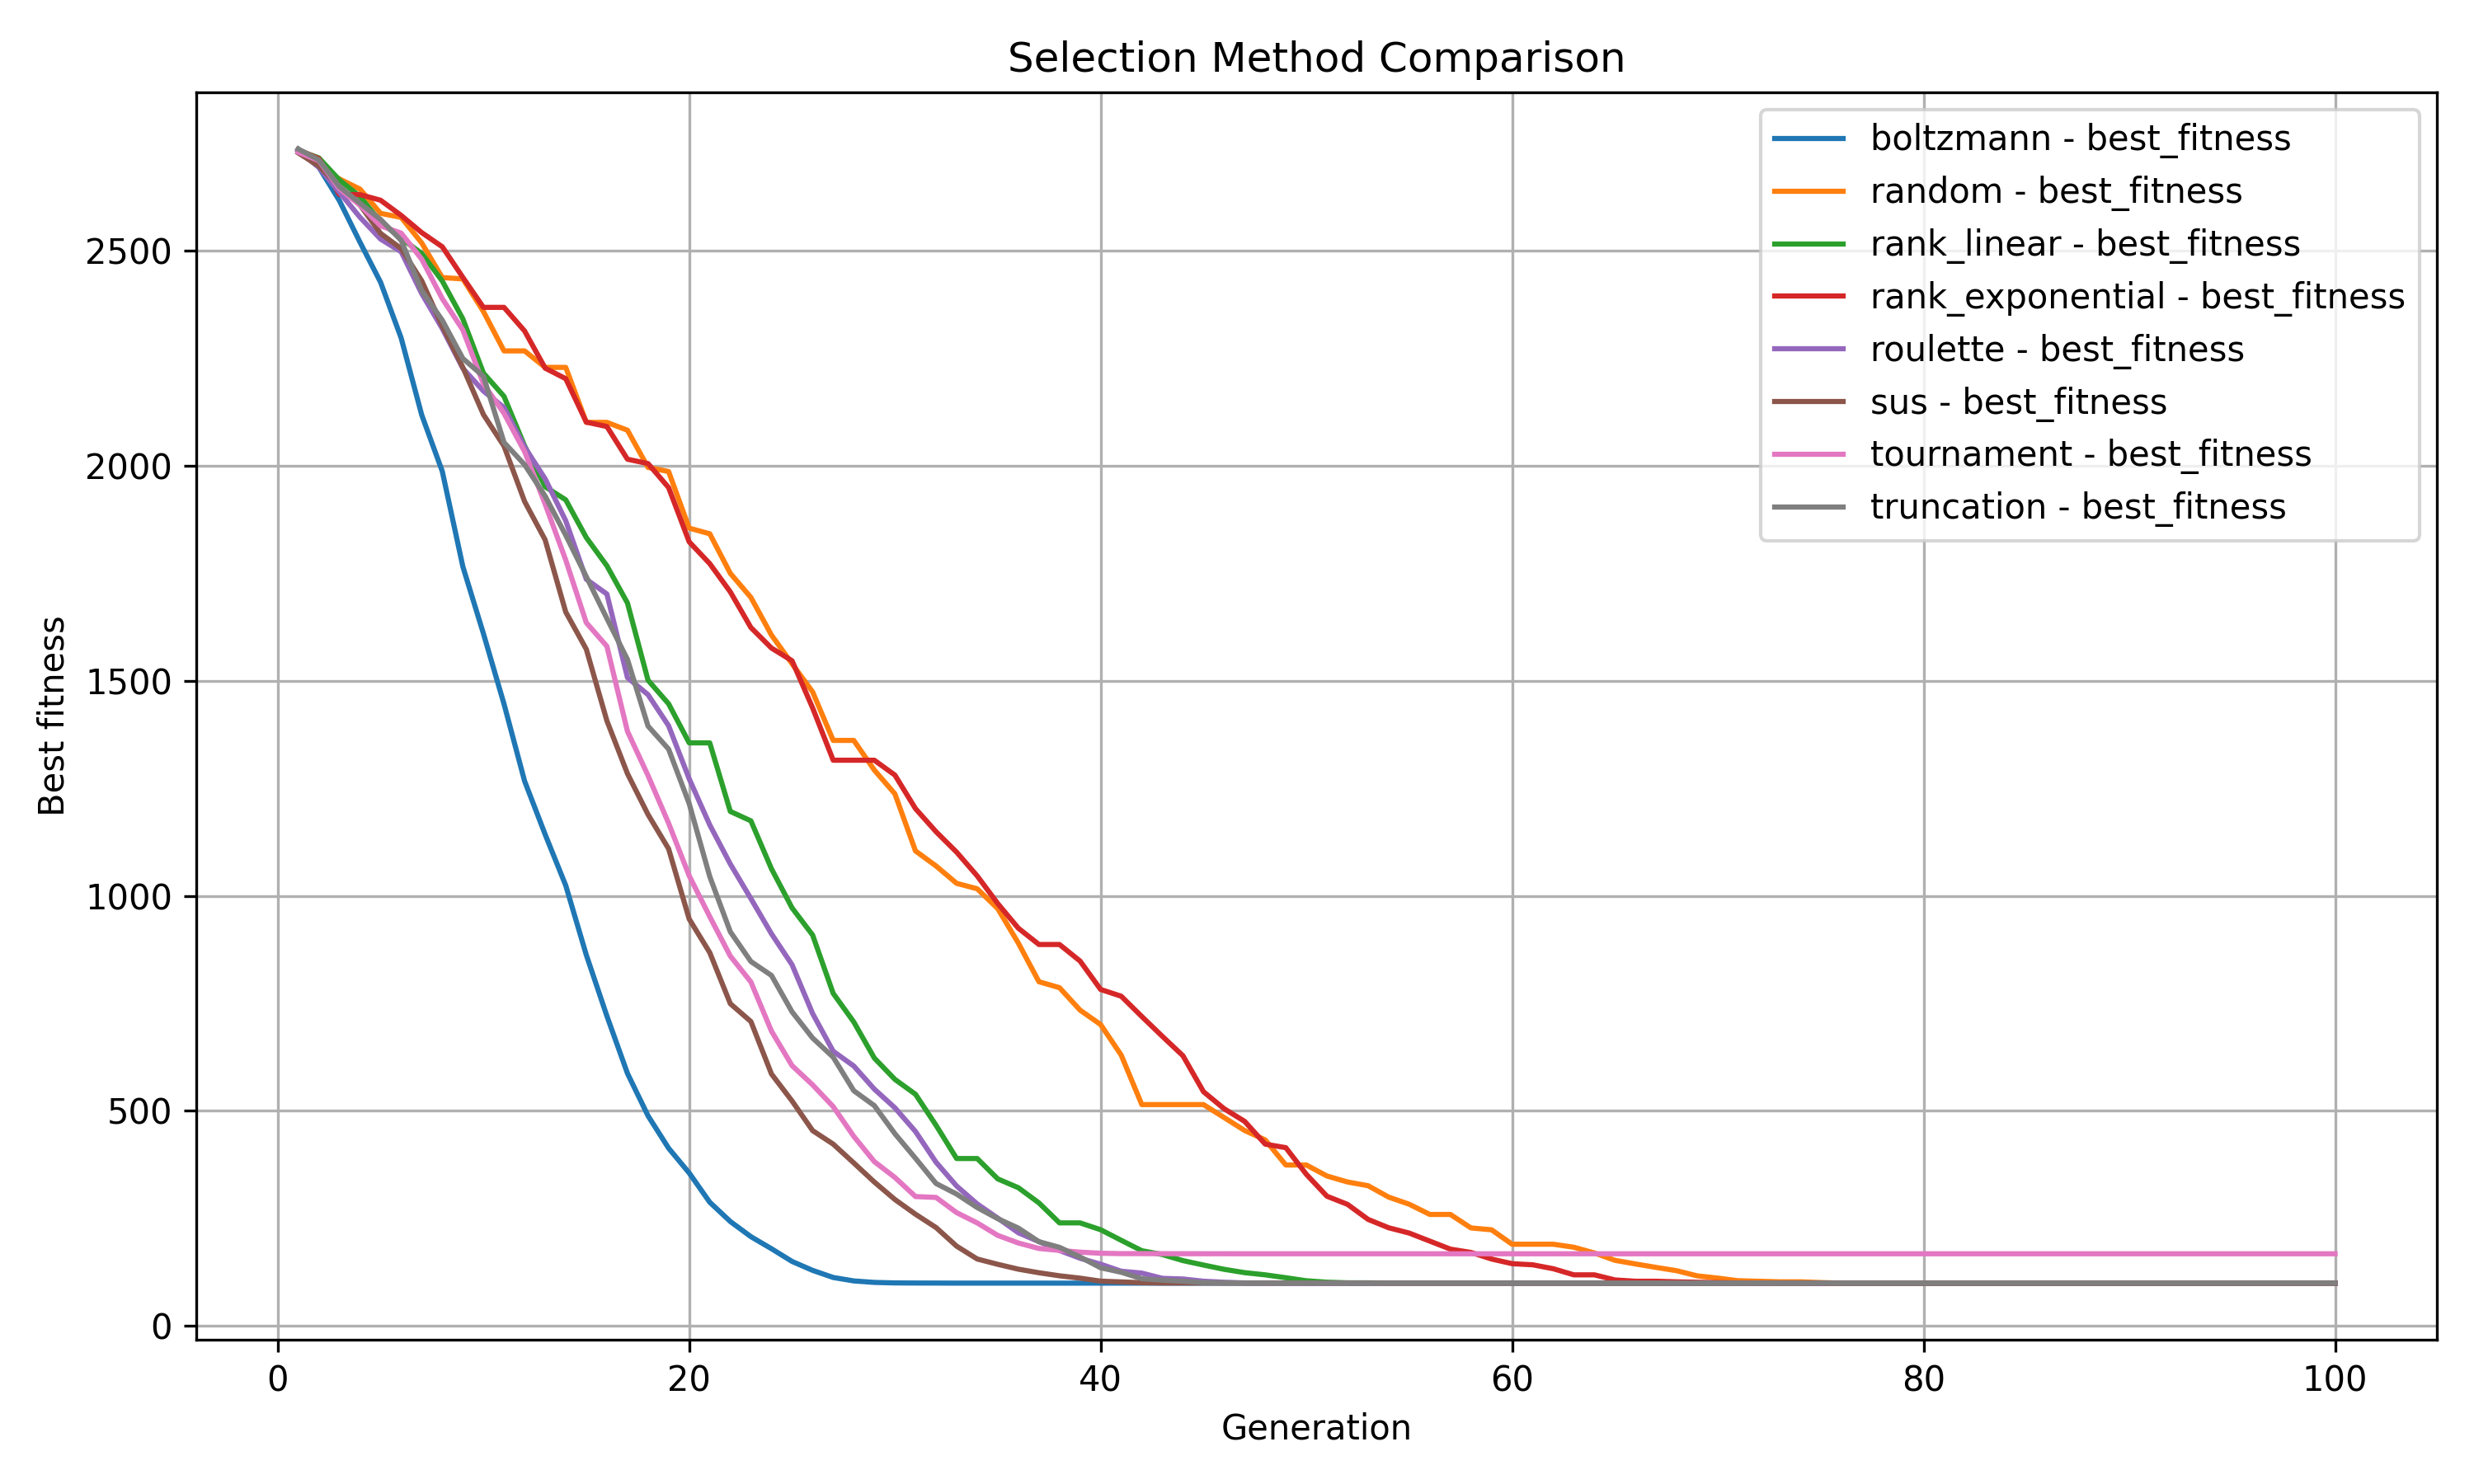 Selection Method Comparison
boltzmann - best_fitness
random - best_fitness
rank_linear - best_fitness
rank_exponential - best_fitness
roulette - best_fitness
sus - best_fitness
tournament - best_fitness
truncation - best_fitness
Best fitness
2500
2000
1500
1000
500
0
0 20 40 60 80 100
Generation